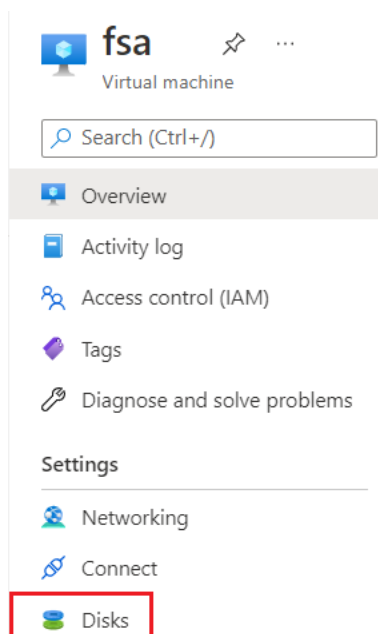 fsa
Virtual machine
Search (Ctrl+/)
Overview
Activity log
Access control (IAM)
Tags
Diagnose and solve problems
Settings
Networking
Connect
Disks